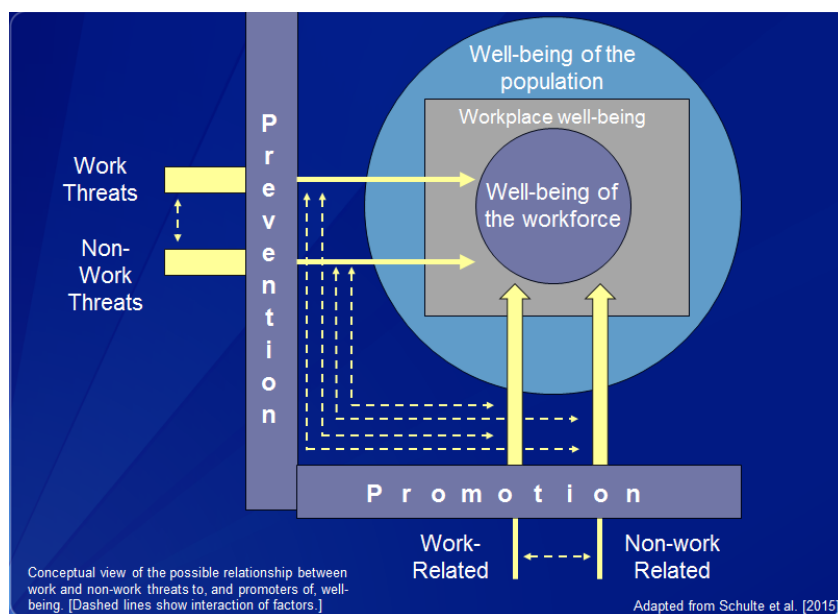 Well-being of the
population
Workplace well-being
Well-being of
the workforce
Prevention
Work
Threats
Non-
Work
Threats
Promotion
Work-
Related
Non-work
Related
Conceptual view of the possible relationship between
work and non-work threats to, and promoters of, well-
being. [Dashed lines show interaction of factors.]
Adapted from Schulte et al. [2015]